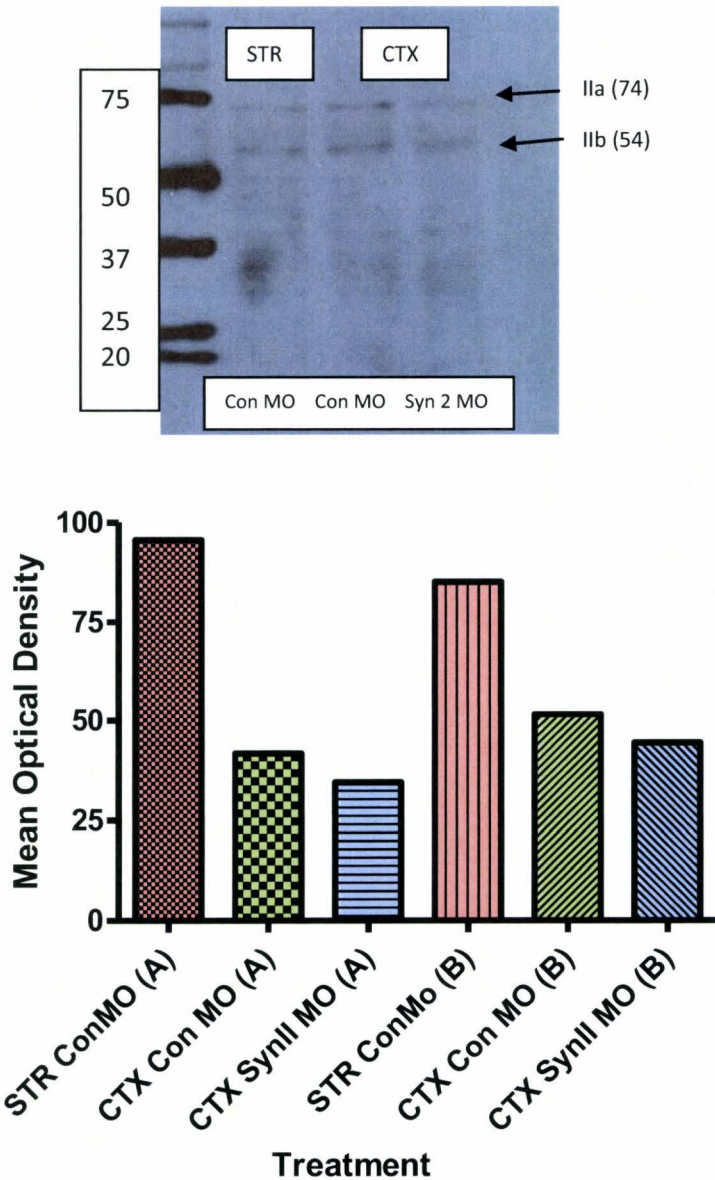 STR CTX
75
IIa (74)
IIb (54)
50
37
25
20
Con MO Con MO Syn 2 MO
100
75
50
25
0
Mean Optical Density
STR ConMO (A)
CTX Con MO (A)
CTX SynII MO (A)
STR ConMo (B)
CTX Con MO (B)
CTX SynII MO (B)
Treatment